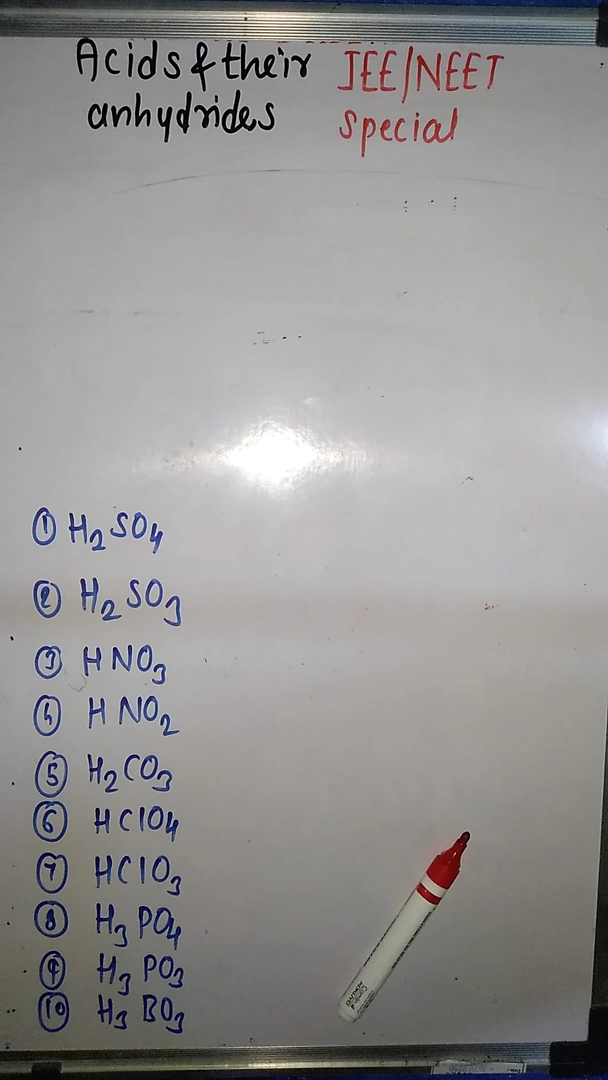 Acids & their JEE/NEET
anhydrides special
① H₂SO₄
② H₂SO₃
③ HNO₃
④ HNO₂
⑤ H₂CO₃
⑥ HClO₄
⑦ HClO₃
⑧ H₃PO₄
⑨ H₃PO₃
⑩ H₃BO₃